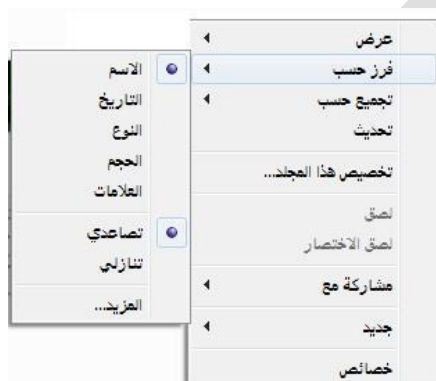 عرض
فرز حسب
تجميع حسب
تحديث
تخصيص هذا المجلد...
لصق
لصق الاختصار
مشاركة مع
جديد
خصائص
الاسم
التاريخ
النوع
الحجم
العلامات
تصاعدي
تنازلي
المزيد...